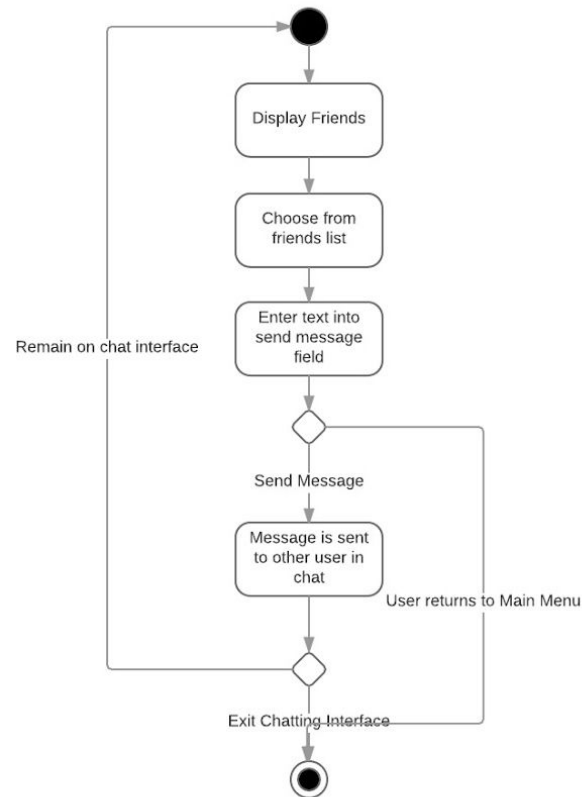 Display Friends
Choose from
friends list
Enter text into
send message
field
Remain on chat interface
Send Message
Message is sent
to other user in
chat
User returns to Main Menu
Exit Chatting Interface